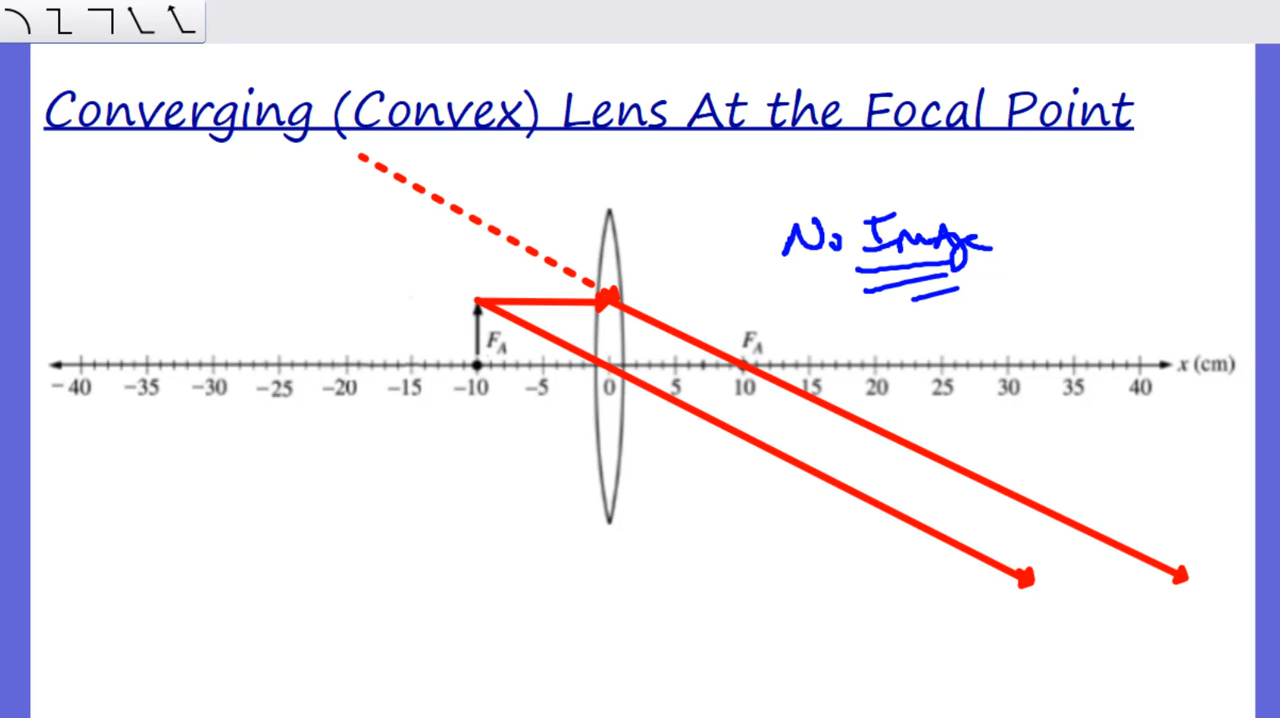 Converging (Convex) Lens At the Focal Point
No Image
F_A
F_A
x (cm)
−40 −35 −30 −25 −20 −15 −10 −5 0 5 10 15 20 25 30 35 40